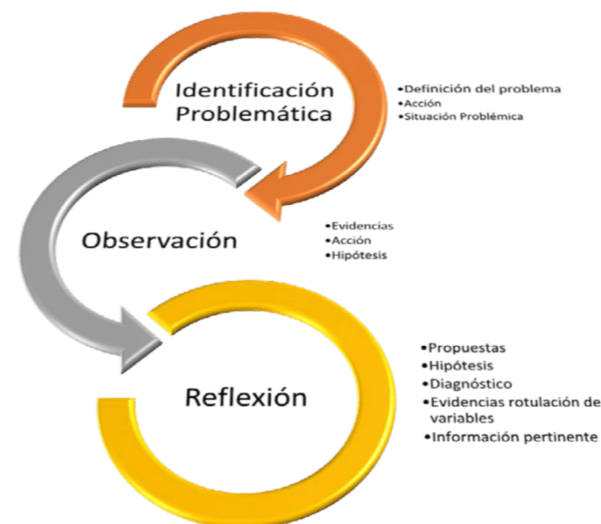 Identificación
Problemática
•Definición del problema
•Acción
•Situación Problémica
Observación
•Evidencias
•Acción
•Hipótesis
Reflexión
•Propuestas
•Hipótesis
•Diagnóstico
•Evidencias rotulación de
variables
•Información pertinente